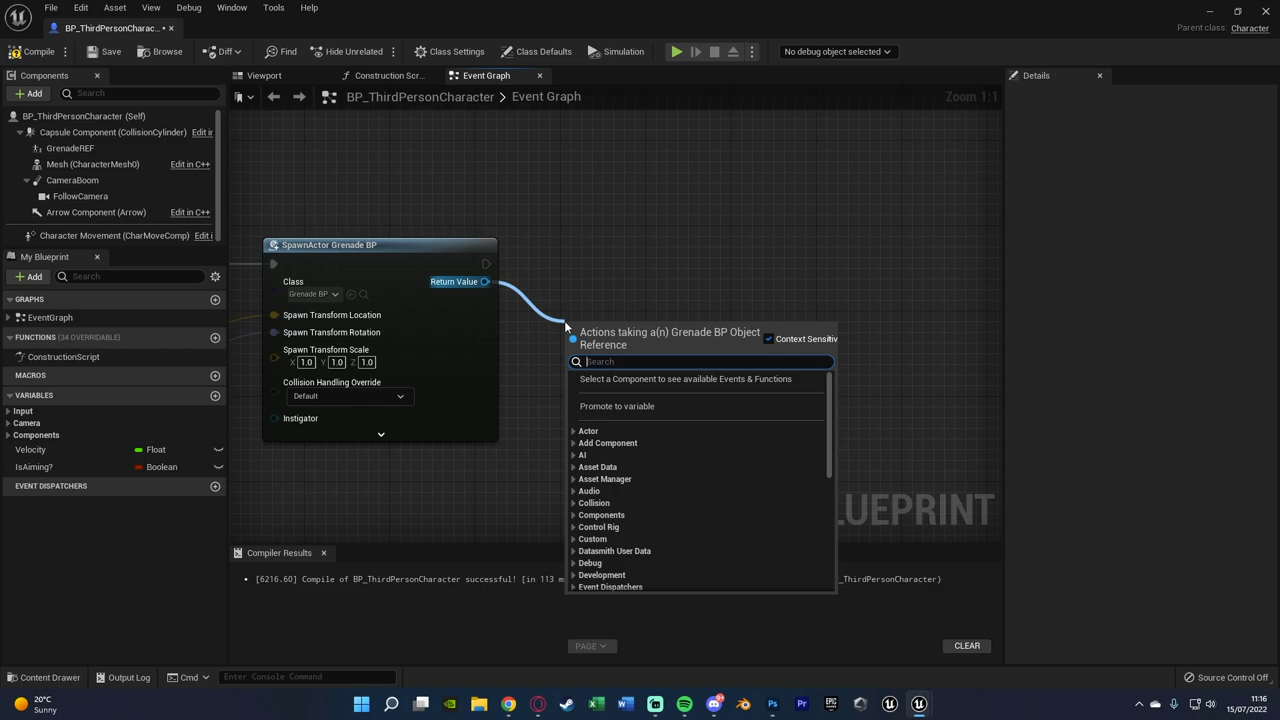 File Edit Asset View Debug Window Tools Help
BP_ThirdPersonCharac...
Parent class: Character
Compile Save Browse Diff Find Hide Unrelated Class Settings Class Defaults Simulation No debug object selected
Components
Viewport Construction Scr... Event Graph
Details
Add Search
BP_ThirdPersonCharacter > Event Graph
Zoom 1:1
BP_ThirdPersonCharacter (Self)
Capsule Component (CollisionCylinder) Edit in
GrenadeREF
Mesh (CharacterMesh0) Edit in C++
CameraBoom
FollowCamera
Arrow Component (Arrow) Edit in C++
Character Movement (CharMoveComp) Edit i
My Blueprint
Add Search
GRAPHS
EventGraph
FUNCTIONS (34 OVERRIDABLE)
ConstructionScript
MACROS
VARIABLES
Input
Camera
Components
Velocity Float
IsAiming? Boolean
EVENT DISPATCHERS
SpawnActor Grenade BP
Class
Return Value
Grenade BP
Spawn Transform Location
Spawn Transform Rotation
Spawn Transform Scale
X 1.0 Y 1.0 Z 1.0
Collision Handling Override
Default
Instigator
Actions taking a(n) Grenade BP Object
Reference
Context Sensitiv
Search
Select a Component to see available Events & Functions
Promote to variable
Actor
Add Component
AI
Asset Data
Asset Manager
Audio
Collision
Components
Control Rig
Custom
Datasmith User Data
Debug
Development
Event Dispatchers
LUEPRINT
Compiler Results
[6216.60] Compile of BP_ThirdPersonCharacter successful! [in 113 m
/BP_ThirdPersonCharacter)
PAGE
CLEAR
Content Drawer Output Log Cmd Enter Console Command
Source Control Off
20°C
Sunny
11:16
15/07/2022